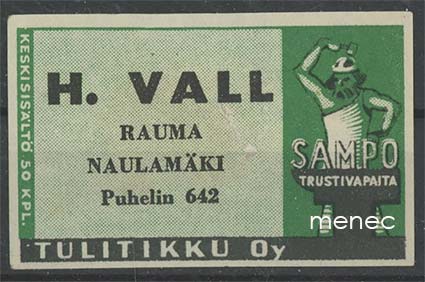 KESKISISÄLTÖ 50 KPL.
H. VALL
RAUMA
NAULAMÄKI
Puhelin 642
SAMPO
TRUSTIVAPAITA
menec
TULITIKKU Oy